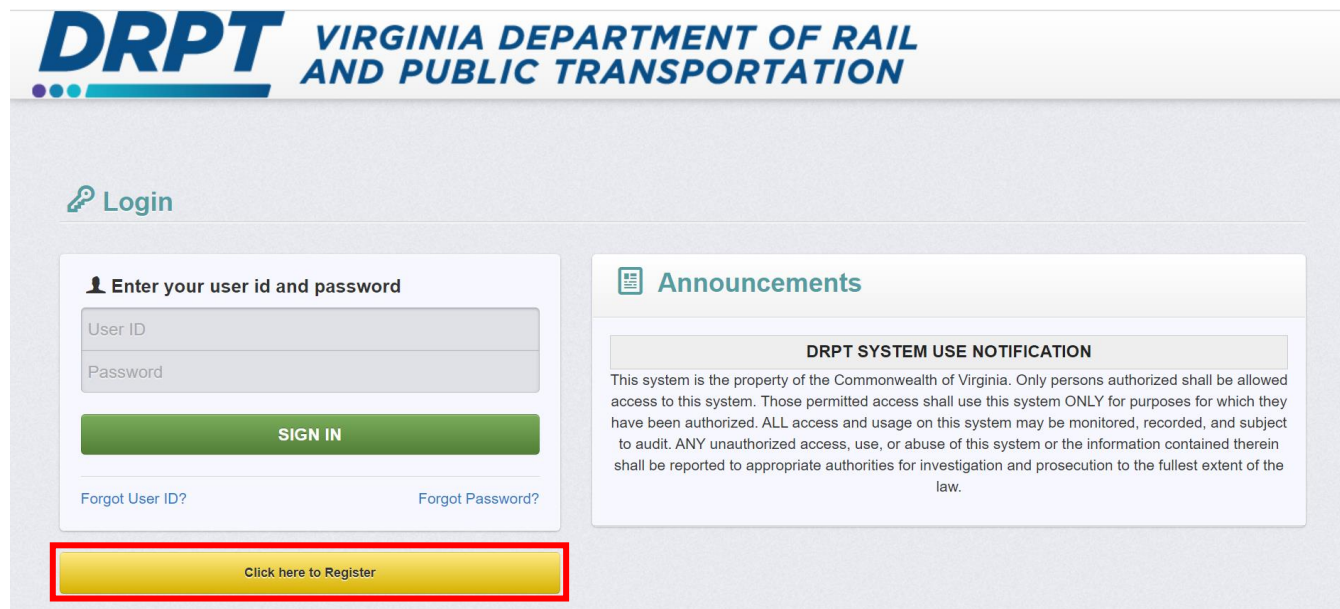 DRPT VIRGINIA DEPARTMENT OF RAIL
AND PUBLIC TRANSPORTATION
Login
Enter your user id and password
User ID
Password
SIGN IN
Forgot User ID? Forgot Password?
Click here to Register
Announcements
DRPT SYSTEM USE NOTIFICATION
This system is the property of the Commonwealth of Virginia. Only persons authorized shall be allowed
access to this system. Those permitted access shall use this system ONLY for purposes for which they
have been authorized. ALL access and usage on this system may be monitored, recorded, and subject
to audit. ANY unauthorized access, use, or abuse of this system or the information contained therein
shall be reported to appropriate authorities for investigation and prosecution to the fullest extent of the
law.